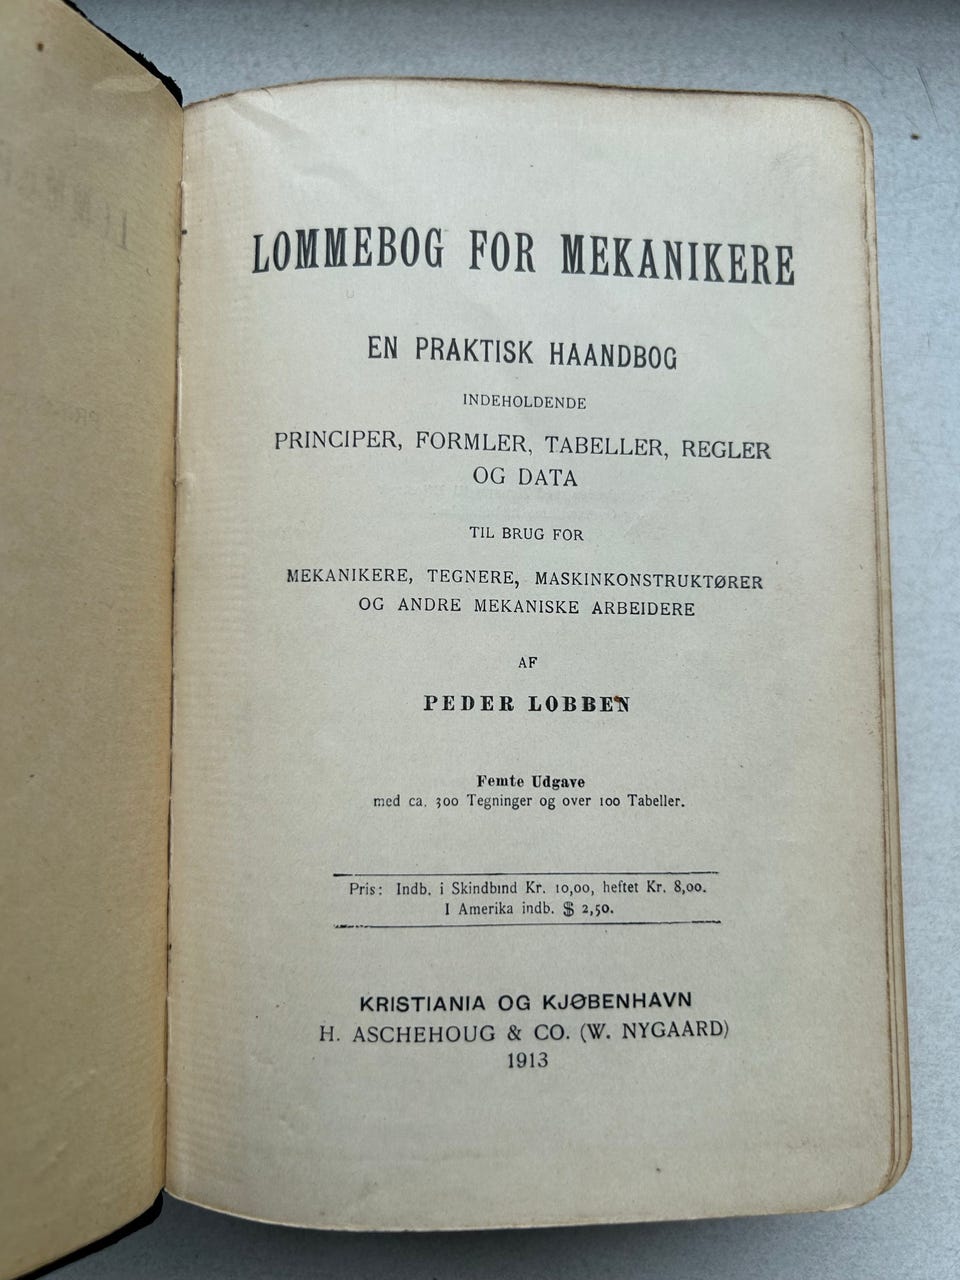 LOMMEBOG FOR MEKANIKERE
EN PRAKTISK HAANDBOG
INDEHOLDENDE
PRINCIPER, FORMLER, TABELLER, REGLER
OG DATA
TIL BRUG FOR
MEKANIKERE, TEGNERE, MASKINKONSTRUKTØRER
OG ANDRE MEKANISKE ARBEIDERE
AF
PEDER LOBBEN
Femte Udgave
med ca. 300 Tegninger og over 100 Tabeller.
Pris: Indb. i Skindbind Kr. 10,00, heftet Kr. 8,00.
I Amerika indb. $ 2,50.
KRISTIANIA OG KJØBENHAVN
H. ASCHEHOUG & CO. (W. NYGAARD)
1913